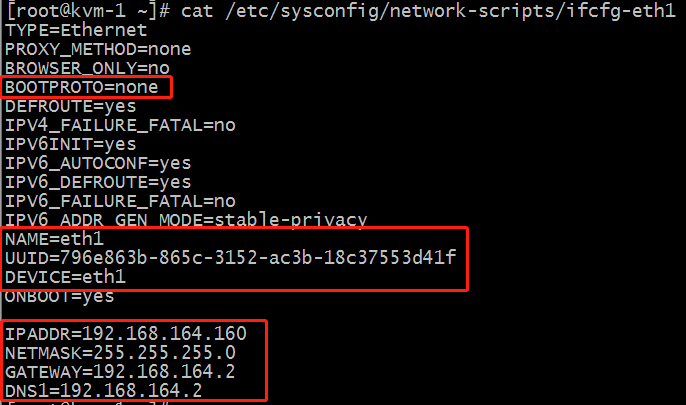 [root@kvm-1 ~]# cat /etc/sysconfig/network-scripts/ifcfg-eth1
TYPE=Ethernet
PROXY_METHOD=none
BROWSER_ONLY=no
BOOTPROTO=none
DEFROUTE=yes
IPV4_FAILURE_FATAL=no
IPV6INIT=yes
IPV6_AUTOCONF=yes
IPV6_DEFROUTE=yes
IPV6_FAILURE_FATAL=no
IPV6_ADDR_GEN_MODE=stable-privacy
NAME=eth1
UUID=796e863b-865c-3152-ac3b-18c37553d41f
DEVICE=eth1
ONBOOT=yes
IPADDR=192.168.164.160
NETMASK=255.255.255.0
GATEWAY=192.168.164.2
DNS1=192.168.164.2